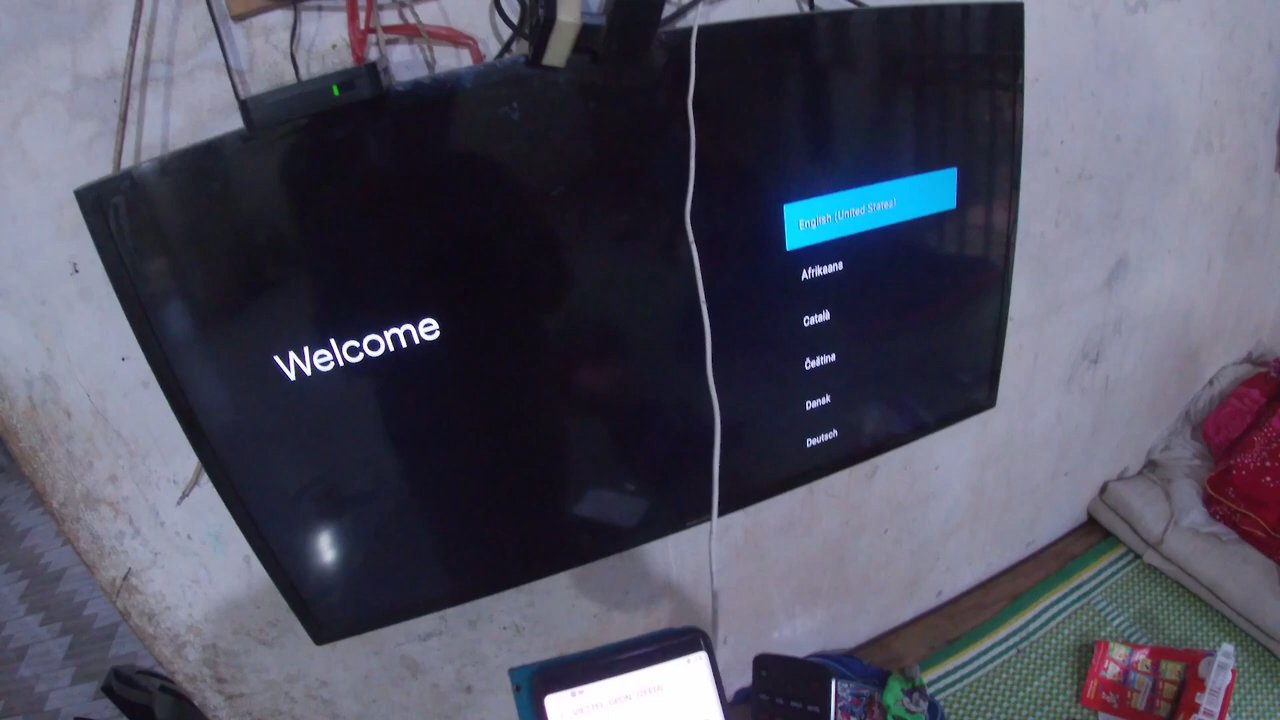 Welcome
English (United States)
Afrikaans
Català
Čeština
Dansk
Deutsch